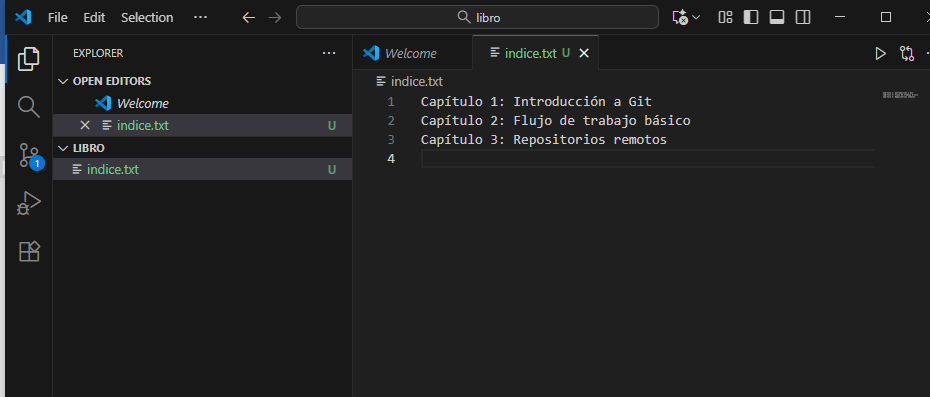 File Edit Selection ··· libro
EXPLORER ···
OPEN EDITORS
Welcome
indice.txt U
LIBRO
indice.txt U
1
Welcome
indice.txt U
indice.txt
1 Capítulo 1: Introducción a Git
2 Capítulo 2: Flujo de trabajo básico
3 Capítulo 3: Repositorios remotos
4